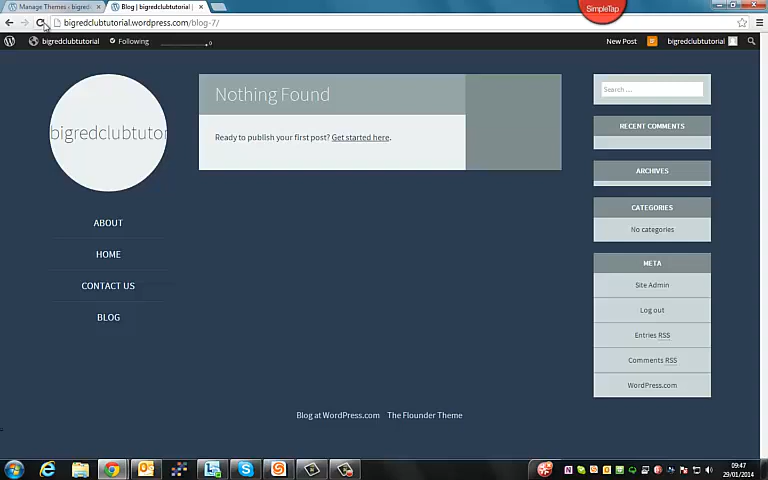 Manage Themes ‹ bigredc
Blog | bigredclubtutorial |
SimpleTap
bigredclubtutorial.wordpress.com/blog-7/
bigredclubtutorial
Following
New Post
bigredclubtutorial
bigredclubtutor
Nothing Found
Ready to publish your first post? Get started here.
ABOUT
HOME
CONTACT US
BLOG
Search …
RECENT COMMENTS
ARCHIVES
CATEGORIES
No categories
META
Site Admin
Log out
Entries RSS
Comments RSS
WordPress.com
Blog at WordPress.com
The Flounder Theme
09:47
29/01/2014